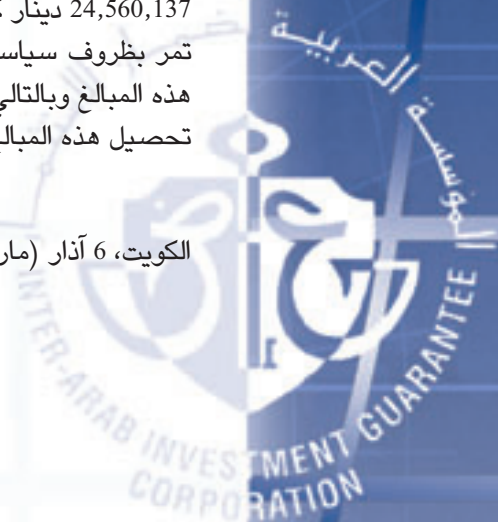 24,560,137 دينار
تمر بظروف سياس
هذه المبالغ وبالتالي
تحصيل هذه المبالغ
الكويت، 6 آذار (مار
المؤسسة العربية
INTER-ARAB INVESTMENT GUARANTEE
CORPORATION